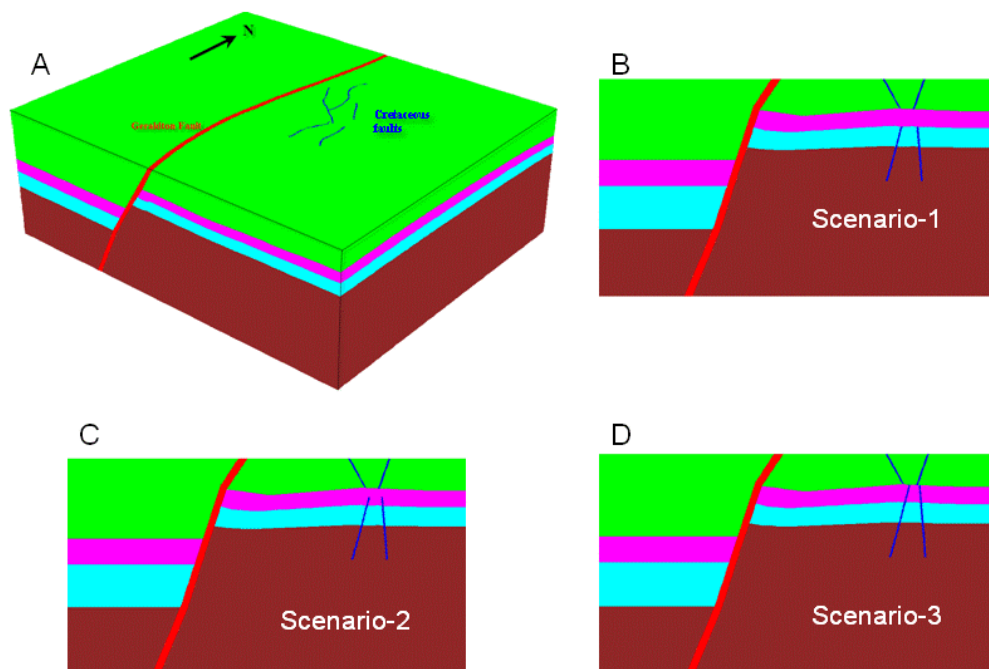 A
N
Geraldton Fault
Cretaceous
faults
B
Scenario-1
C
Scenario-2
D
Scenario-3